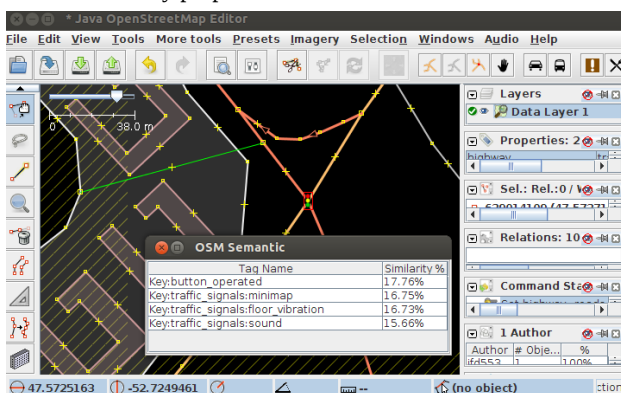 * Java OpenStreetMap Editor
File Edit View Tools More tools Presets Imagery Selection Windows Audio Help
0 38.0 m
Layers
Data Layer 1
Properties: 2
highway
Sel.: Rel.:0 /
Relations: 10
OSM Semantic
Tag Name Similarity %
Key:button_operated 17.76%
Key:traffic_signals:minimap 16.75%
Key:traffic_signals:floor_vibration 16.73%
Key:traffic_signals:sound 15.66%
Command Stac
1 Author
Author # Obje... %
ifd553 1 100%
47.5725163 -52.7249461 -- (no object)